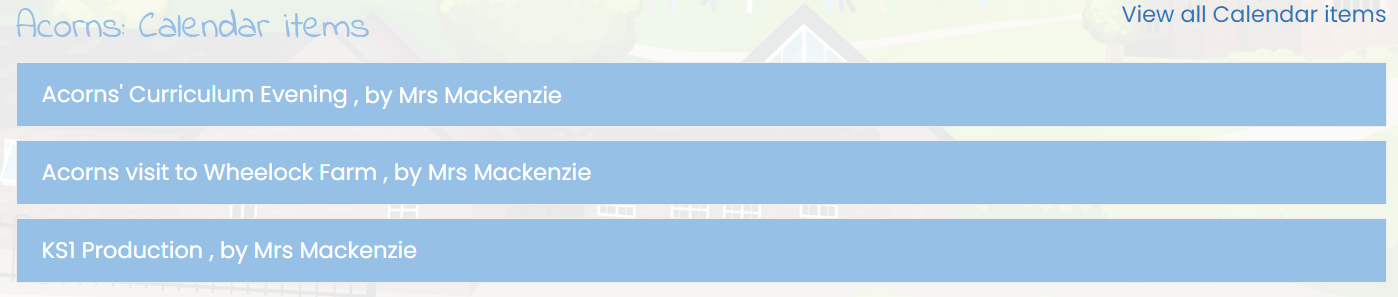 Acorns: Calendar items
View all Calendar items
Acorns' Curriculum Evening , by Mrs Mackenzie
Acorns visit to Wheelock Farm , by Mrs Mackenzie
KS1 Production , by Mrs Mackenzie